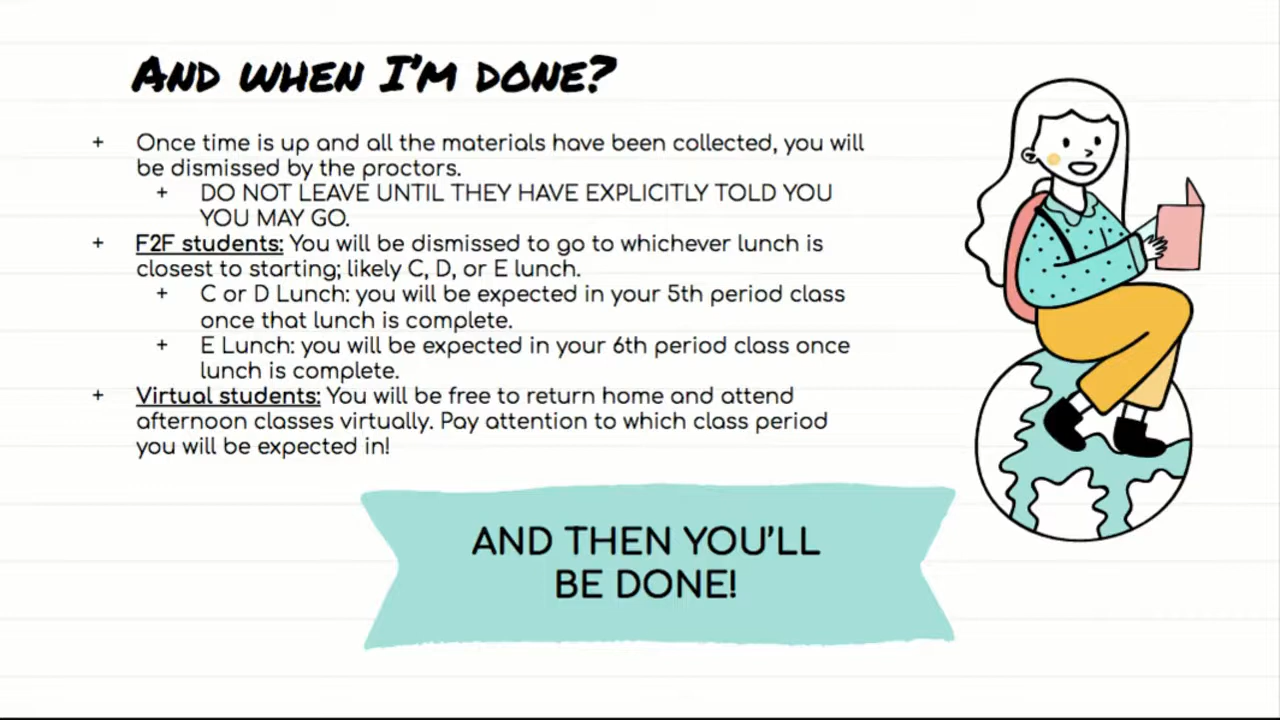 AND WHEN I'M DONE?
+ Once time is up and all the materials have been collected, you will
be dismissed by the proctors.
+ DO NOT LEAVE UNTIL THEY HAVE EXPLICITLY TOLD YOU
YOU MAY GO.
+ F2F students: You will be dismissed to go to whichever lunch is
closest to starting; likely C, D, or E lunch.
+ C or D Lunch: you will be expected in your 5th period class
once that lunch is complete.
+ E Lunch: you will be expected in your 6th period class once
lunch is complete.
+ Virtual students: You will be free to return home and attend
afternoon classes virtually. Pay attention to which class period
you will be expected in!
AND THEN YOU'LL
BE DONE!